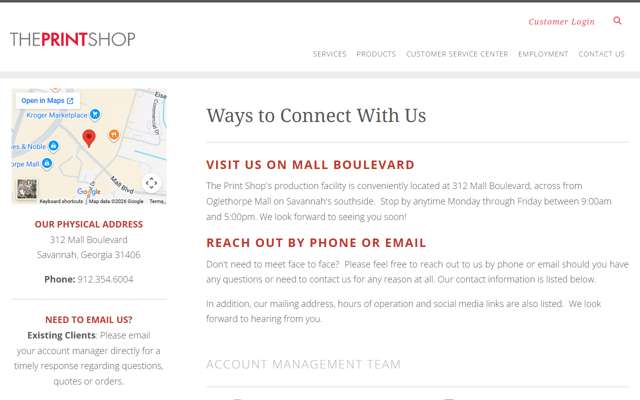 Customer Login
THEPRINTSHOP
SERVICES PRODUCTS CUSTOMER SERVICE CENTER EMPLOYMENT CONTACT US
Open in Maps
Kroger Marketplace
Mall Blvd
Google
Keyboard shortcuts Map data ©2026 Google Terms
OUR PHYSICAL ADDRESS
312 Mall Boulevard
Savannah, Georgia 31406
Phone: 912.354.6004
NEED TO EMAIL US?
Existing Clients: Please email
your account manager directly for a
timely response regarding questions,
quotes or orders.
Ways to Connect With Us
VISIT US ON MALL BOULEVARD
The Print Shop's production facility is conveniently located at 312 Mall Boulevard, across from
Oglethorpe Mall on Savannah's southside.  Stop by anytime Monday through Friday between 9:00am
and 5:00pm. We look forward to seeing you soon!
REACH OUT BY PHONE OR EMAIL
Don't need to meet face to face?  Please feel free to reach out to us by phone or email should you have
any questions or need to contact us for any reason at all. Our contact information is listed below.
In addition, our mailing address, hours of operation and social media links are also listed.  We look
forward to hearing from you.
ACCOUNT MANAGEMENT TEAM